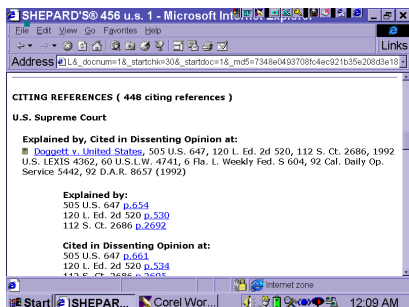 SHEPARD'S® 456 u.s. 1 - Microsoft Internet Explorer
File Edit View Go Favorites Help
Links
Address L&_docnum=1&_startchk=30&_startdoc=1&_md5=7348e0493708fc4ec921b35e208d3e18
CITING REFERENCES ( 448 citing references )
U.S. Supreme Court
Explained by, Cited in Dissenting Opinion at:
Doggett v. United States, 505 U.S. 647, 120 L. Ed. 2d 520, 112 S. Ct. 2686, 1992
U.S. LEXIS 4362, 60 U.S.L.W. 4741, 6 Fla. L. Weekly Fed. S 604, 92 Cal. Daily Op.
Service 5442, 92 D.A.R. 8657 (1992)
Explained by:
505 U.S. 647 p.654
120 L. Ed. 2d 520 p.530
112 S. Ct. 2686 p.2692
Cited in Dissenting Opinion at:
505 U.S. 647 p.661
120 L. Ed. 2d 520 p.534
112 S. Ct. 2686 p.2695
Internet zone
Start SHEPAR... Corel Wor... 12:09 AM